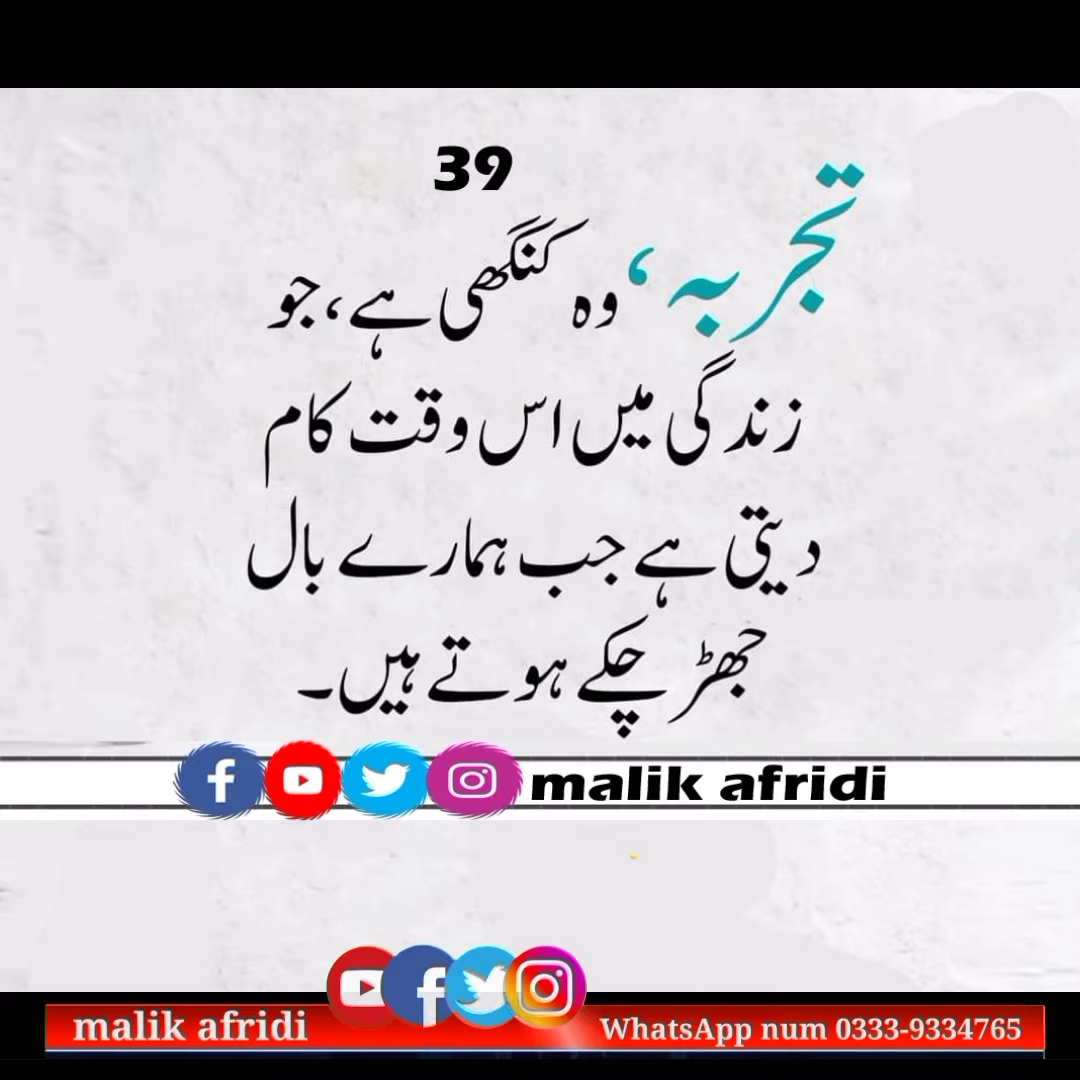 39
تجربہ، وہ کنگھی ہے، جو
زندگی میں اس وقت کام
دیتی ہے جب ہمارے بال
جھڑ چکے ہوتے ہیں۔
malik afridi
malik afridi
WhatsApp num 0333-9334765